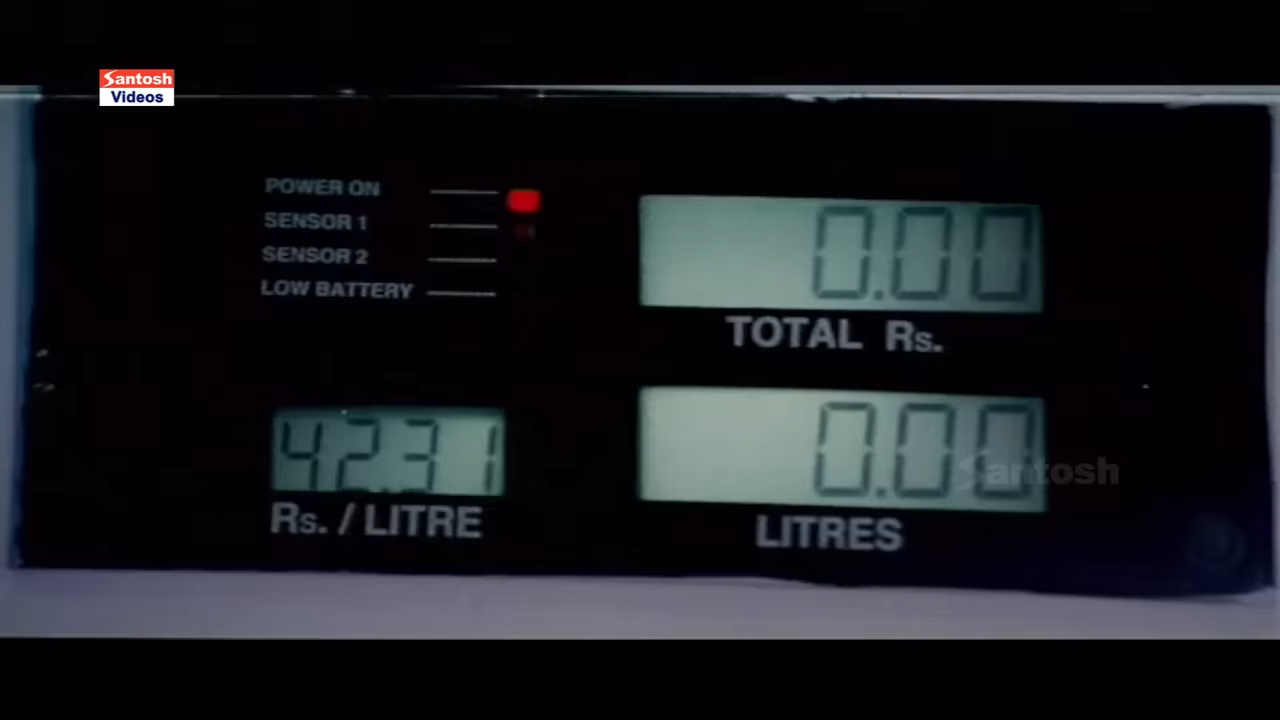 Santosh
Videos
POWER ON
SENSOR 1
SENSOR 2
LOW BATTERY
0.00
TOTAL Rs.
42.31
Rs. / LITRE
0.00
LITRES
Santosh